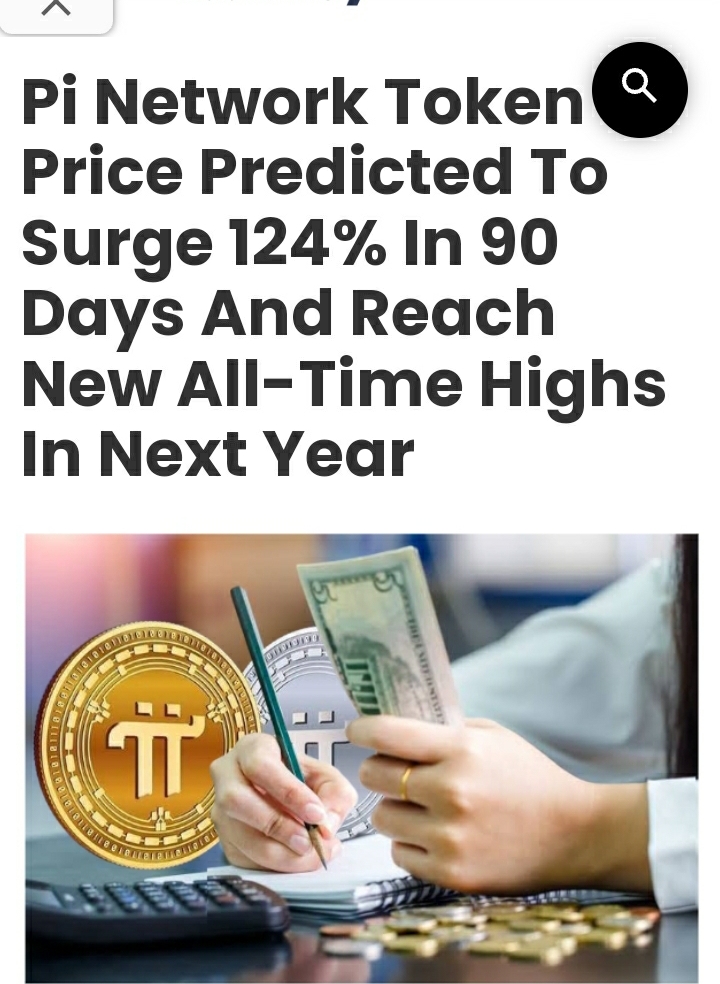 Pi Network Token
Price Predicted To
Surge 124% In 90
Days And Reach
New All-Time Highs
In Next Year